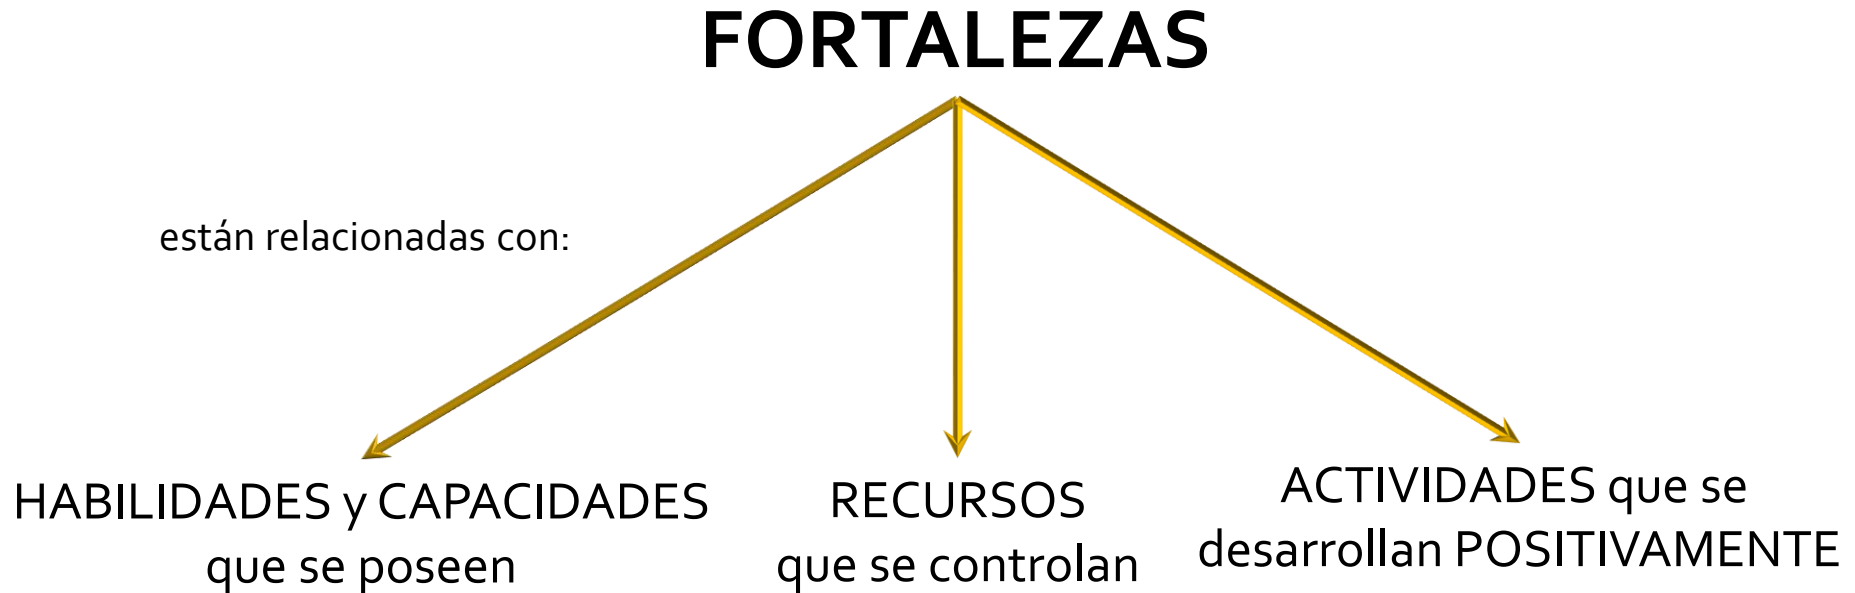 FORTALEZAS
están relacionadas con:
HABILIDADES y CAPACIDADES
que se poseen
RECURSOS
que se controlan
ACTIVIDADES que se
desarrollan POSITIVAMENTE